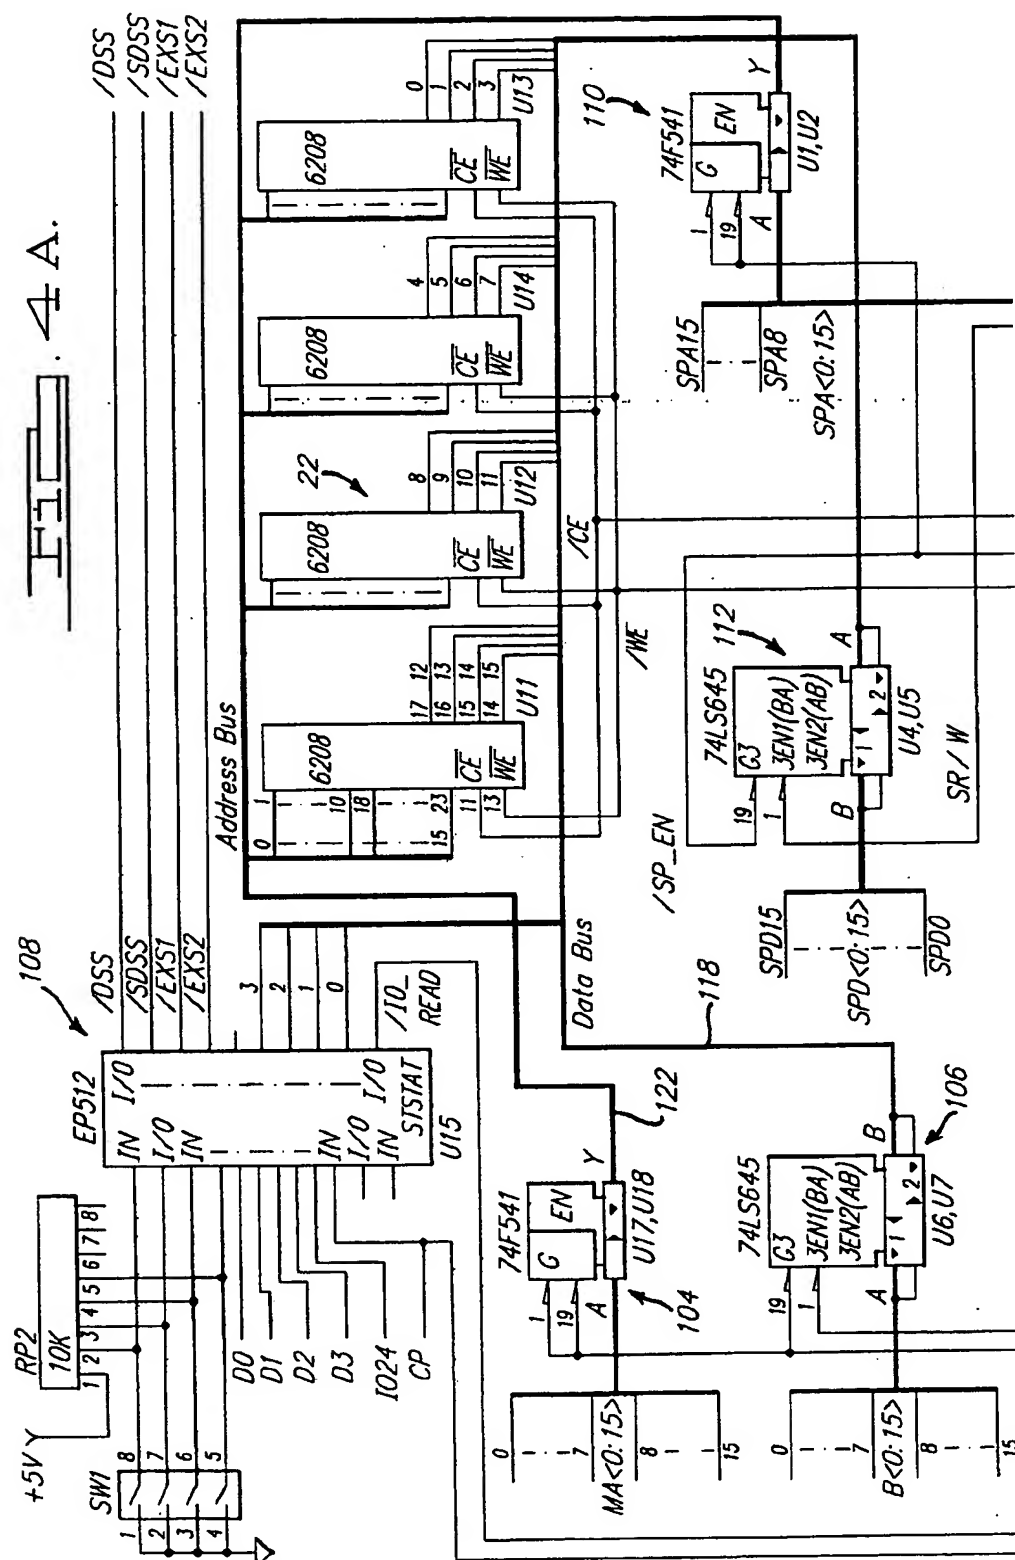 Fig. 4A.
/DSS
/SDSS
/EXS1
/EXS2
108
EP512
/DSS
/SDSS
/EXS1
/EXS2
IN I/O
I/O
IN
IN
I/O I/O
IN STSTAT
U15
3
2
1
0
/IO_
READ
RP2
10K
1 2 3 4 5 6 7 8
+5V
SW1
1 8
2 7
3 6
4 5
D0
D1
D2
D3
IO24
CP
Address Bus
0 1
10
18
15 23
11
13
6208
CE
WE
17 12
16 13
15 14
14 15
U11
6208
CE
WE
8
9
10
11
U12
22
6208
CE
WE
4
5
6
7
U14
6208
CE
WE
0
1
2
3
U13
/CE
/WE
Data Bus
118
122
74F541
G EN
1
19
A Y
U17,U18
104
0
7
MA<0:15>
8
15
74LS645
G3
3EN1(BA)
3EN2(AB)
19
1
A B
1 2
U6,U7
106
0
7
B<0:15>
8
15
/SP_EN
74LS645
G3
3EN1(BA)
3EN2(AB)
19
1
B A
1 2
U4,U5
112
SR/W
SPD15
SPD<0:15>
SPD0
110
74F541
G EN
1
19
A Y
U1,U2
SPA15
SPA8
SPA<0:15>